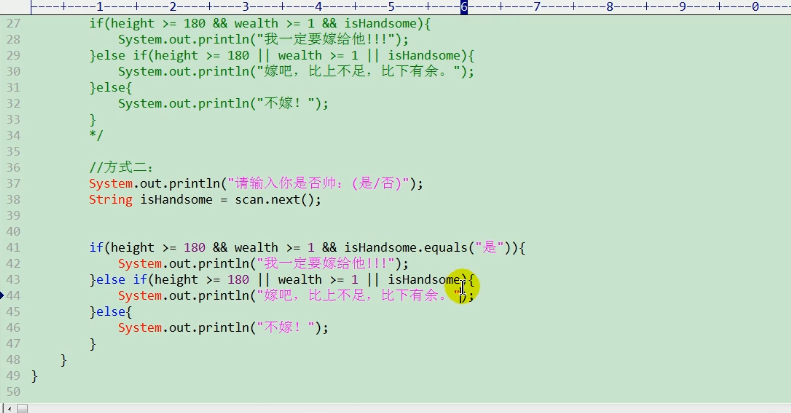 ----+----1----+----2----+----3----+----4----+----5----+----6----+----7----+----8----+----9----+----0----
27 if(height >= 180 && wealth >= 1 && isHandsome){
28 System.out.println("我一定要嫁给他!!!");
29 }else if(height >= 180 || wealth >= 1 || isHandsome){
30 System.out.println("嫁吧，比上不足，比下有余。");
31 }else{
32 System.out.println("不嫁！");
33 }
34 */
35
36 //方式二：
37 System.out.println("请输入你是否帅：(是/否)");
38 String isHandsome = scan.next();
39
40
41 if(height >= 180 && wealth >= 1 && isHandsome.equals("是")){
42 System.out.println("我一定要嫁给他!!!");
43 }else if(height >= 180 || wealth >= 1 || isHandsome){
44 System.out.println("嫁吧，比上不足，比下有余。");
45 }else{
46 System.out.println("不嫁！");
47 }
48 }
49 }
50